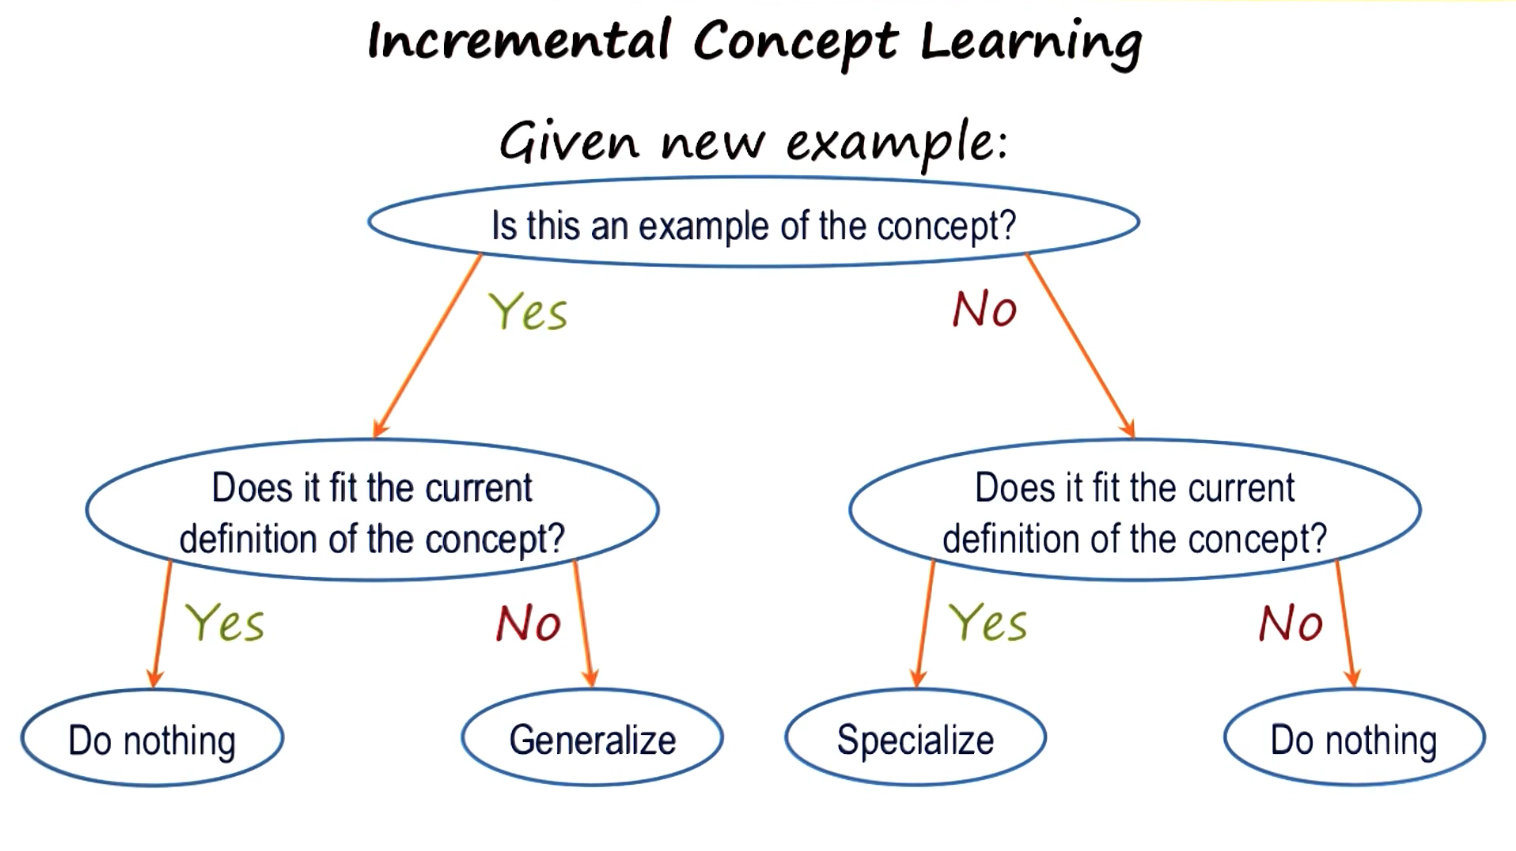 Incremental Concept Learning
Given new example:
Is this an example of the concept?
Yes
No
Does it fit the current
definition of the concept?
Does it fit the current
definition of the concept?
Yes
No
Yes
No
Do nothing
Generalize
Specialize
Do nothing